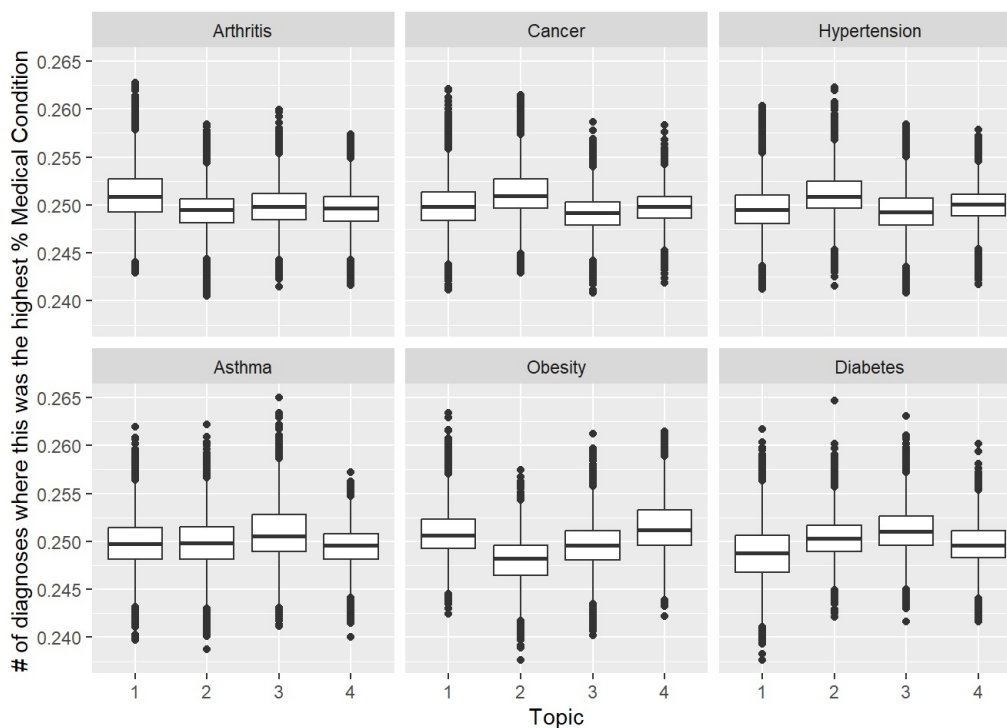 Arthritis Cancer Hypertension
0.265
0.260
0.255
0.250
0.245
0.240
Asthma Obesity Diabetes
0.265
0.260
0.255
0.250
0.245
0.240
1 2 3 4 1 2 3 4 1 2 3 4
Topic
# of diagnoses where this was the highest % Medical Condition